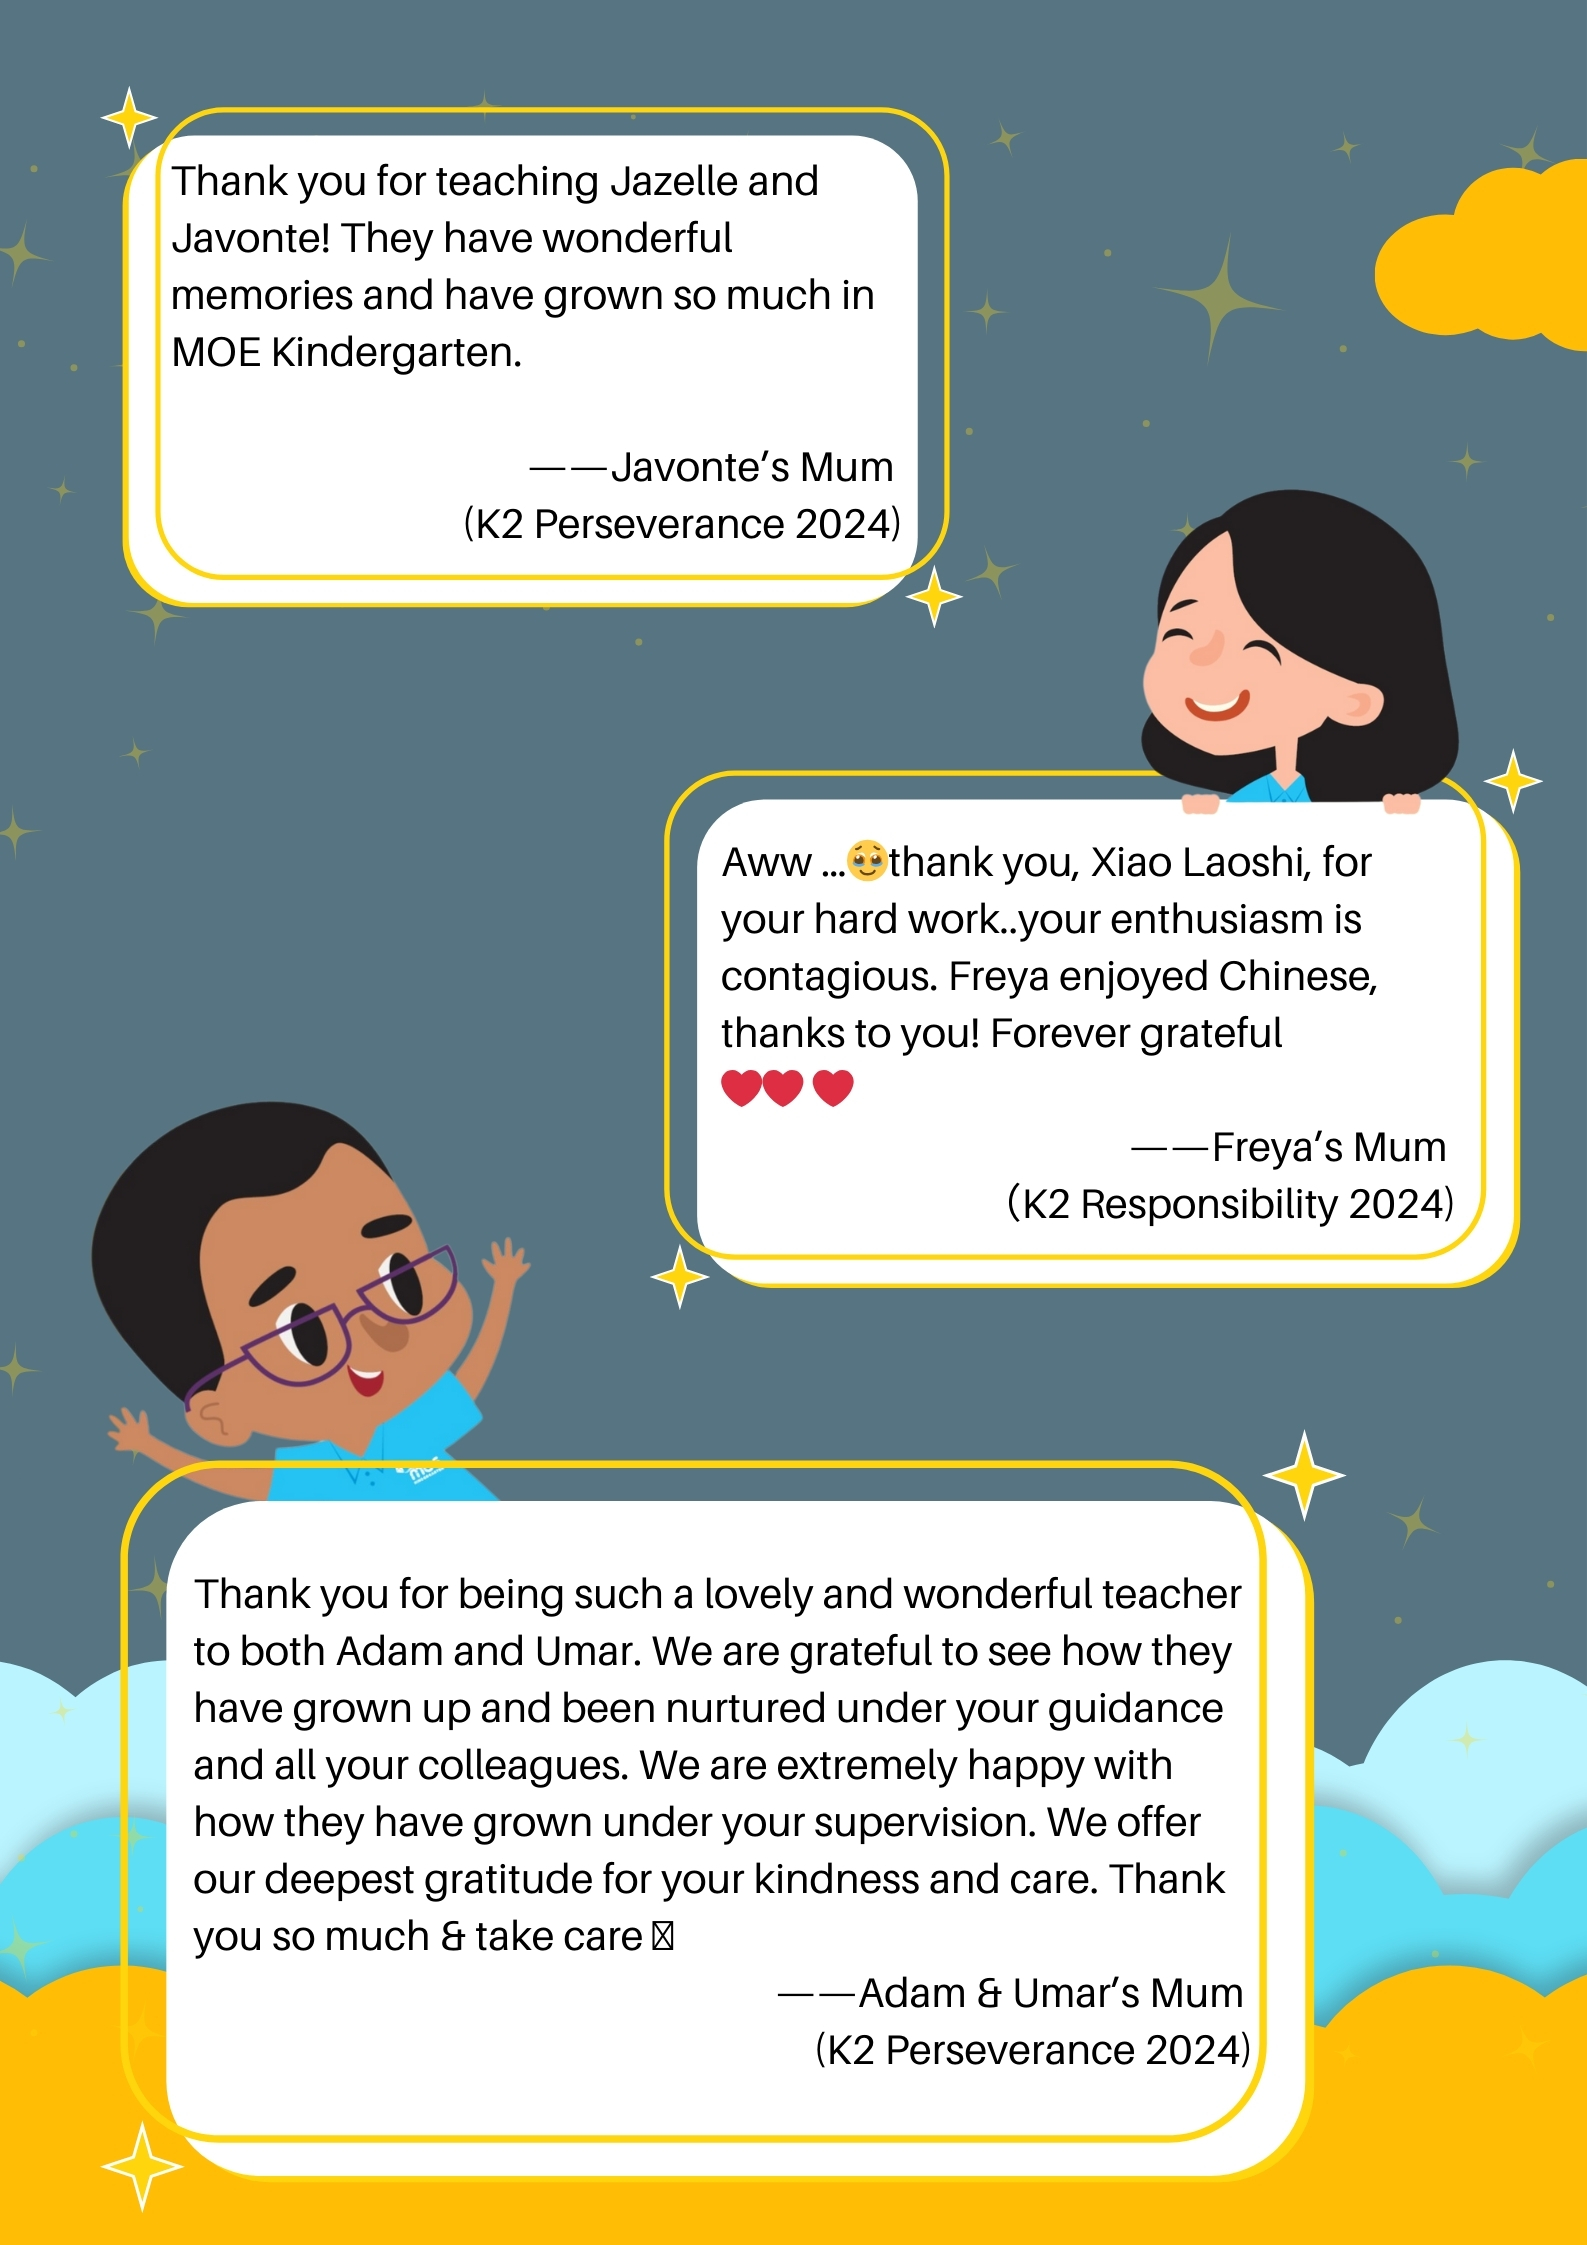 Thank you for teaching Jazelle and
Javonte! They have wonderful
memories and have grown so much in
MOE Kindergarten.
——Javonte’s Mum
(K2 Perseverance 2024)
Aww ...🥹thank you, Xiao Laoshi, for
your hard work..your enthusiasm is
contagious. Freya enjoyed Chinese,
thanks to you! Forever grateful
❤️❤️ ❤️
——Freya’s Mum
(K2 Responsibility 2024)
Thank you for being such a lovely and wonderful teacher
to both Adam and Umar. We are grateful to see how they
have grown up and been nurtured under your guidance
and all your colleagues. We are extremely happy with
how they have grown under your supervision. We offer
our deepest gratitude for your kindness and care. Thank
you so much & take care
——Adam & Umar’s Mum
(K2 Perseverance 2024)